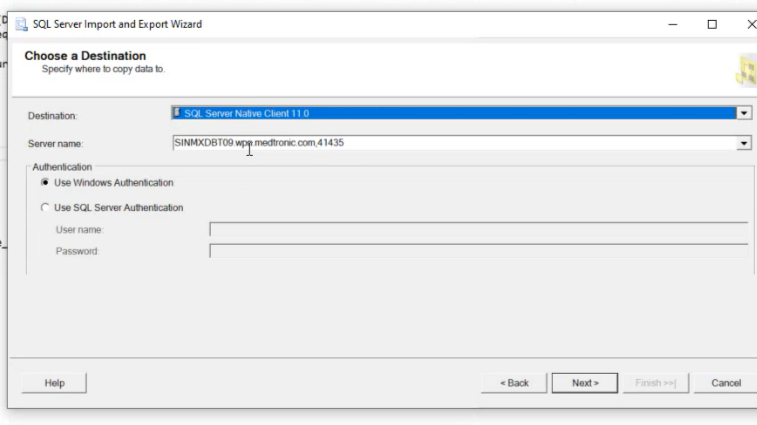 SQL Server Import and Export Wizard
Choose a Destination
Specify where to copy data to.
Destination:
SQL Server Native Client 11.0
Server name:
SINMXDBT09.wpe.medtronic.com,41435
Authentication
Use Windows Authentication
Use SQL Server Authentication
User name:
Password:
Help
< Back
Next >
Finish >>|
Cancel